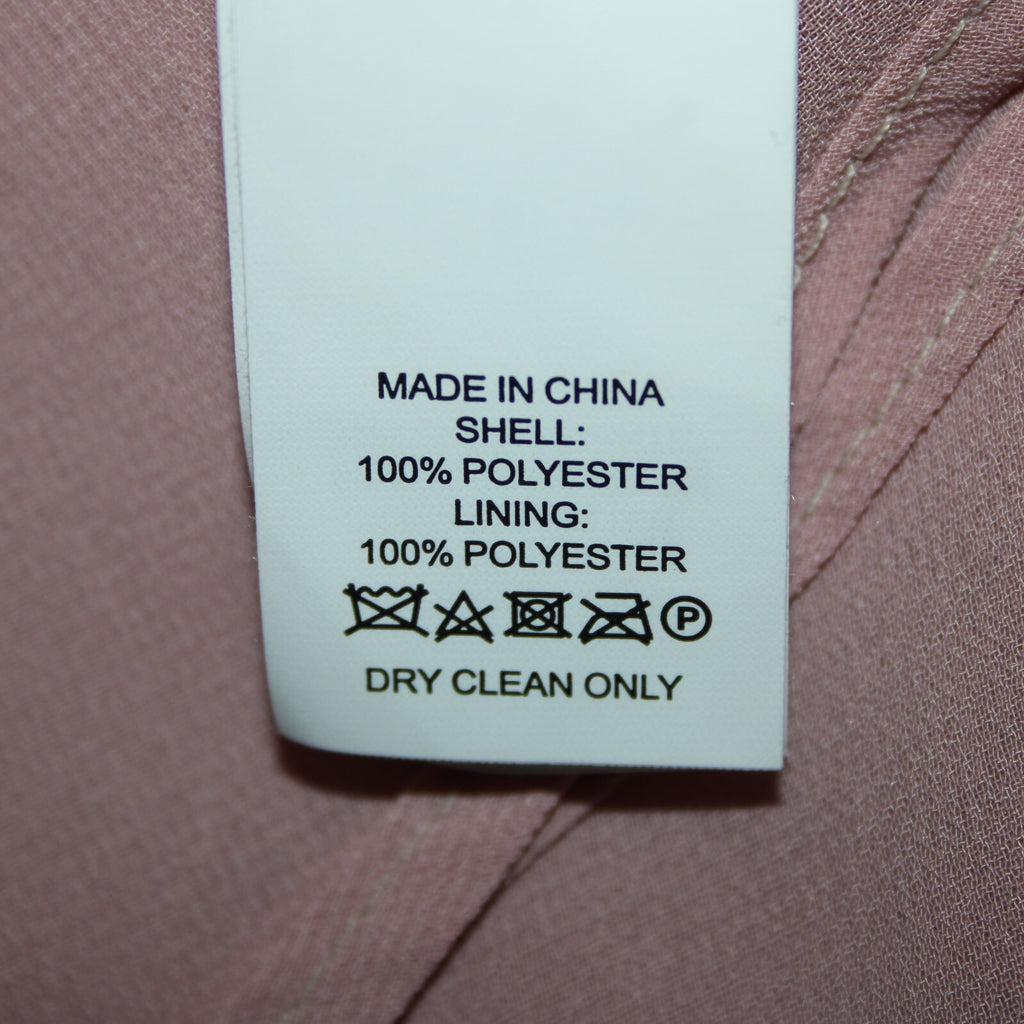 MADE IN CHINA
SHELL:
100% POLYESTER
LINING:
100% POLYESTER
P
DRY CLEAN ONLY